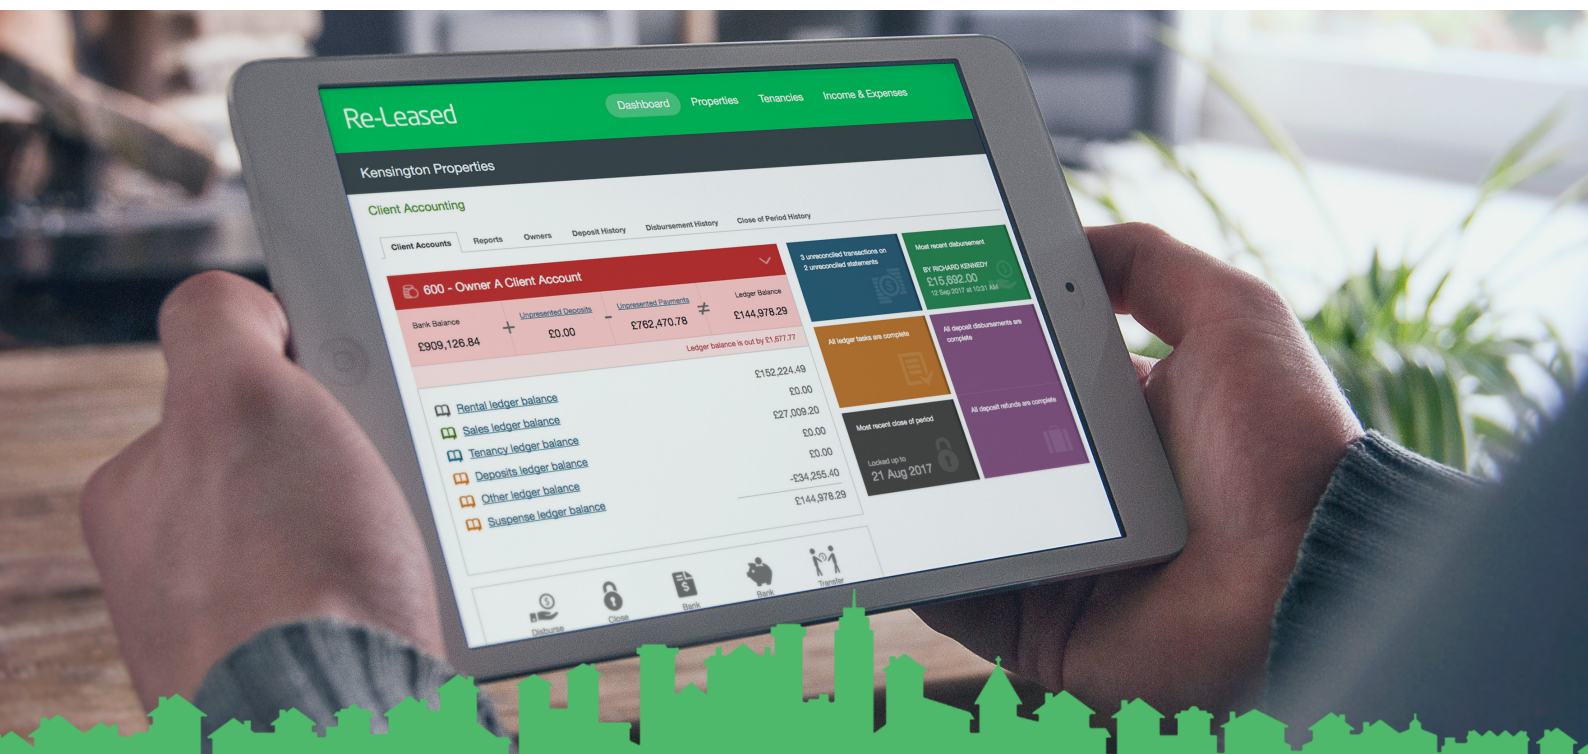 Re-Leased
Dashboard Properties Tenancies Income & Expenses
Kensington Properties
Client Accounting
Client Accounts Reports Owners Deposit History Disbursement History Close of Period History
600 - Owner A Client Account
Bank Balance + Unpresented Deposits - Unpresented Payments ≠ Ledger Balance
£909,126.84 £0.00 £762,470.78 £144,978.29
Ledger balance is out by £1,677.77
Rental ledger balance £152,224.49
Sales ledger balance £0.00
Tenancy ledger balance £27,009.20
Deposits ledger balance £0.00
Other ledger balance £0.00
Suspense ledger balance -£34,255.40
£144,978.29
Disburse Close Bank Bank Transfer
3 unreconciled transactions on
2 unreconciled statements
Most recent disbursement
BY RICHARD KENNEDY
£15,692.00
12 Sep 2017 at 10:31 AM
All ledger tasks are complete
All deposit disbursements are
complete
Most recent close of period
Locked up to
21 Aug 2017
All deposit refunds are complete